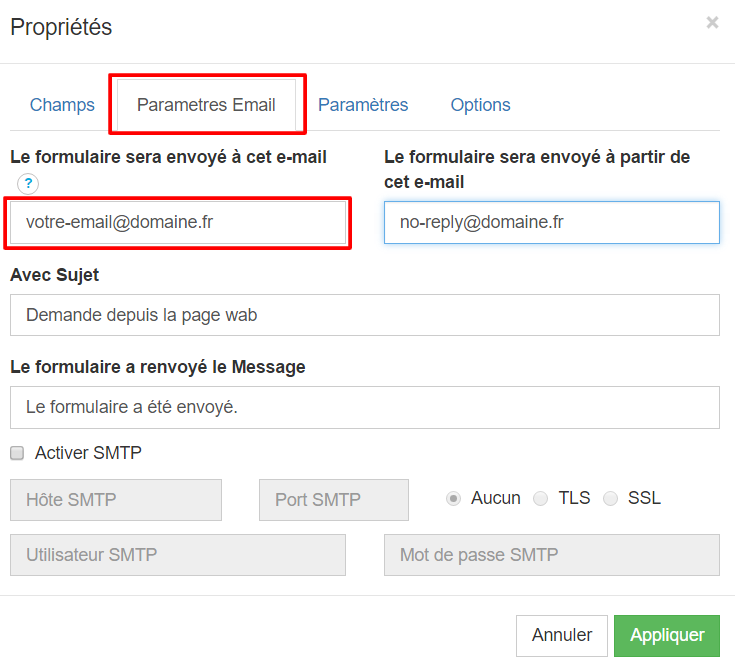 Propriétés
×
Champs Parametres Email Paramètres Options
Le formulaire sera envoyé à cet e-mail
?
Le formulaire sera envoyé à partir de
cet e-mail
votre-email@domaine.fr
no-reply@domaine.fr
Avec Sujet
Demande depuis la page wab
Le formulaire a renvoyé le Message
Le formulaire a été envoyé.
Activer SMTP
Hôte SMTP Port SMTP Aucun TLS SSL
Utilisateur SMTP Mot de passe SMTP
Annuler Appliquer